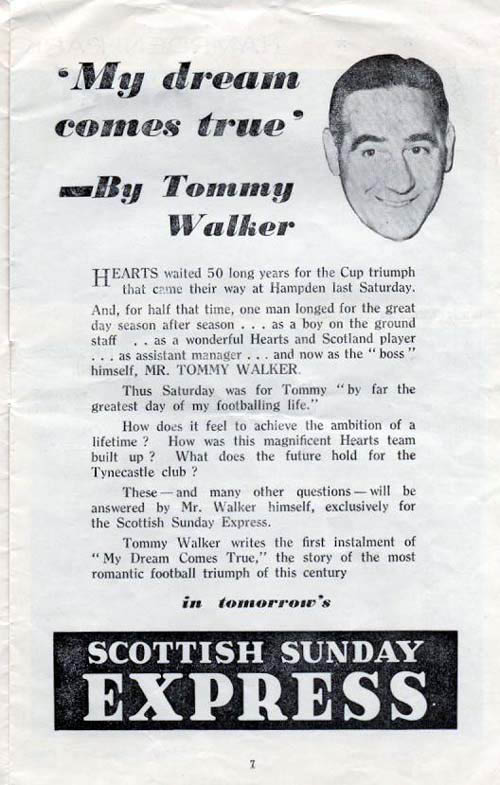 ‘My dream
comes true’
—By Tommy
Walker
HEARTS waited 50 long years for the Cup triumph
that came their way at Hampden last Saturday.
And, for half that time, one man longed for the great
day season after season . . . as a boy on the ground
staff . . as a wonderful Hearts and Scotland player
. . . as assistant manager . . . and now as the “ boss ”
himself, MR. TOMMY WALKER.
Thus Saturday was for Tommy “ by far the
greatest day of my footballing life.”
How does it feel to achieve the ambition of a
lifetime ? How was this magnificent Hearts team
built up ? What does the future hold for the
Tynecastle club ?
These — and many other questions — will be
answered by Mr. Walker himself, exclusively for
the Scottish Sunday Express.
Tommy Walker writes the first instalment of
“ My Dream Comes True,” the story of the most
romantic football triumph of this century
in tomorrow’s
SCOTTISH SUNDAY
EXPRESS
7